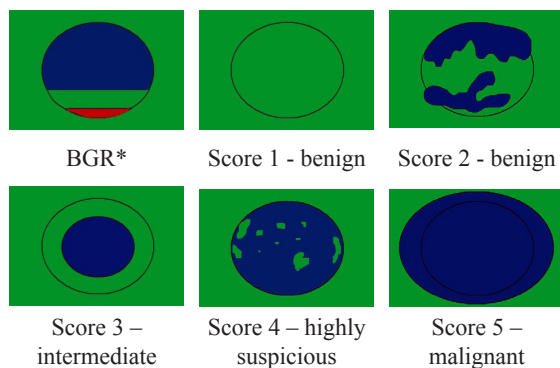 BGR*
Score 1 - benign
Score 2 - benign
Score 3 –
intermediate
Score 4 – highly
suspicious
Score 5 –
malignant